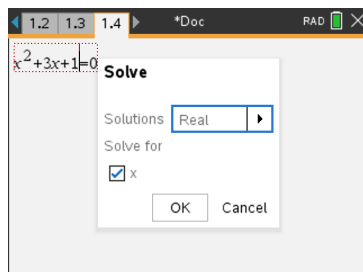 1.2 1.3 1.4 *Doc RAD
x²+3x+1=0
Solve
Solutions Real
Solve for
x
OK Cancel